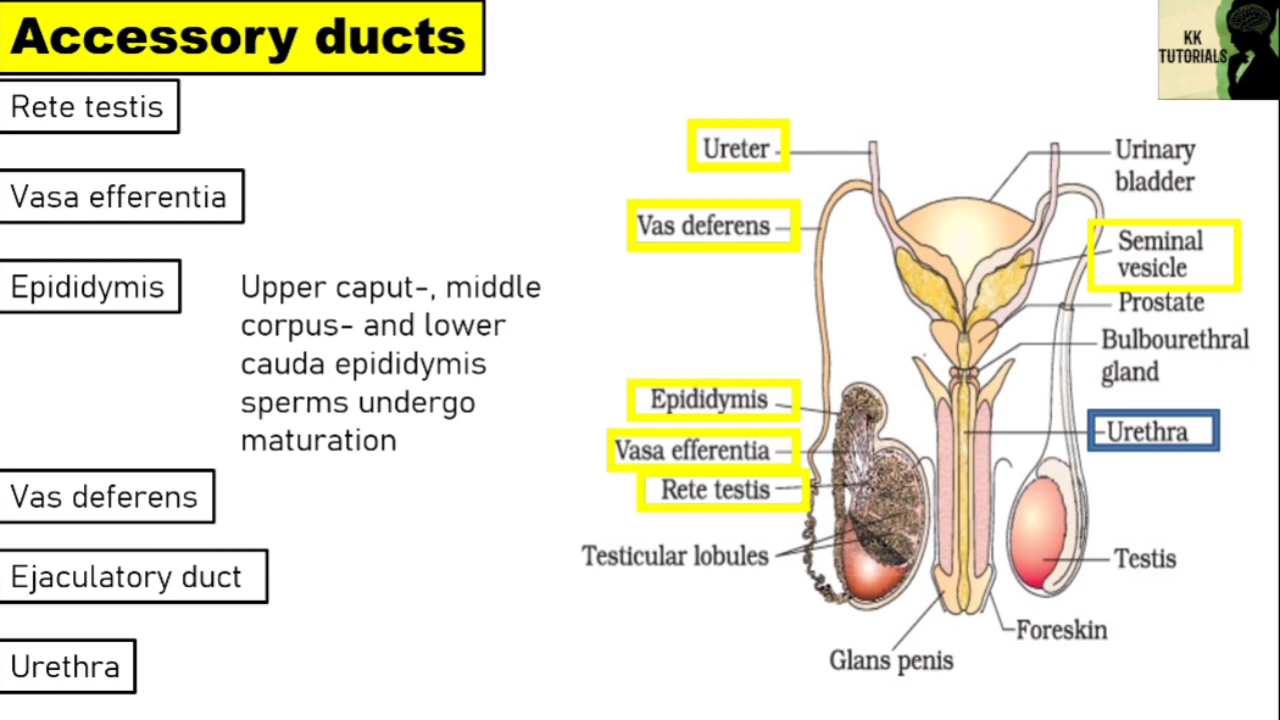 Accessory ducts
KK
TUTORIALS
Rete testis
Vasa efferentia
Epididymis
Upper caput-, middle
corpus- and lower
cauda epididymis
sperms undergo
maturation
Vas deferens
Ejaculatory duct
Urethra
Ureter
Vas deferens
Epididymis
Vasa efferentia
Rete testis
Testicular lobules
Urinary
bladder
Seminal
vesicle
Prostate
Bulbourethral
gland
Urethra
Testis
Foreskin
Glans penis